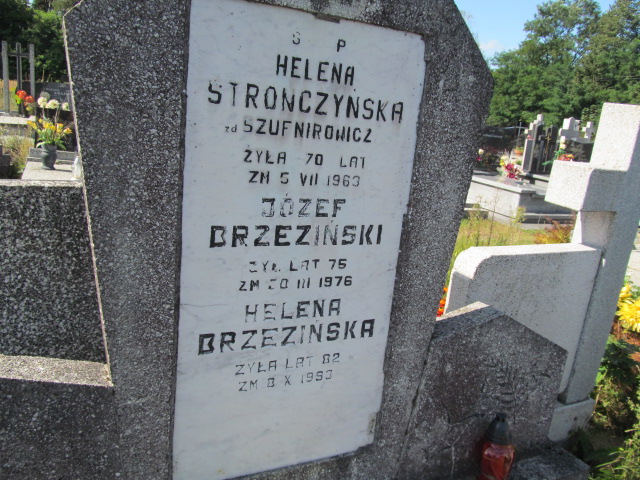 S P
HELENA
STRONCZYŃSKA
zd SZUFNIROWICZ
ŻYŁA 70 LAT
ZM 5 VII 1963
JÓZEF
BRZEZIŃSKI
ŻYŁ LAT 75
ZM 30 III 1976
HELENA
BRZEZIŃSKA
ŻYŁA LAT 82
ZM 8 X 1993